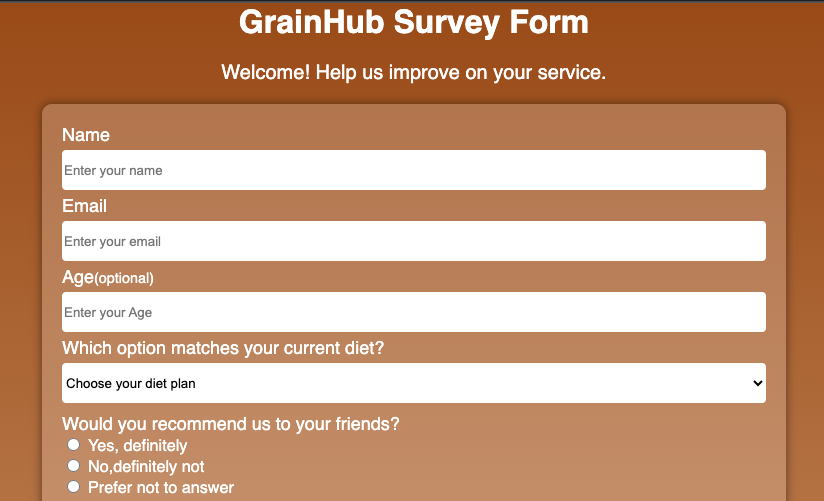 GrainHub Survey Form
Welcome! Help us improve on your service.
Name
Enter your name
Email
Enter your email
Age(optional)
Enter your Age
Which option matches your current diet?
Choose your diet plan
Would you recommend us to your friends?
Yes, definitely
No,definitely not
Prefer not to answer